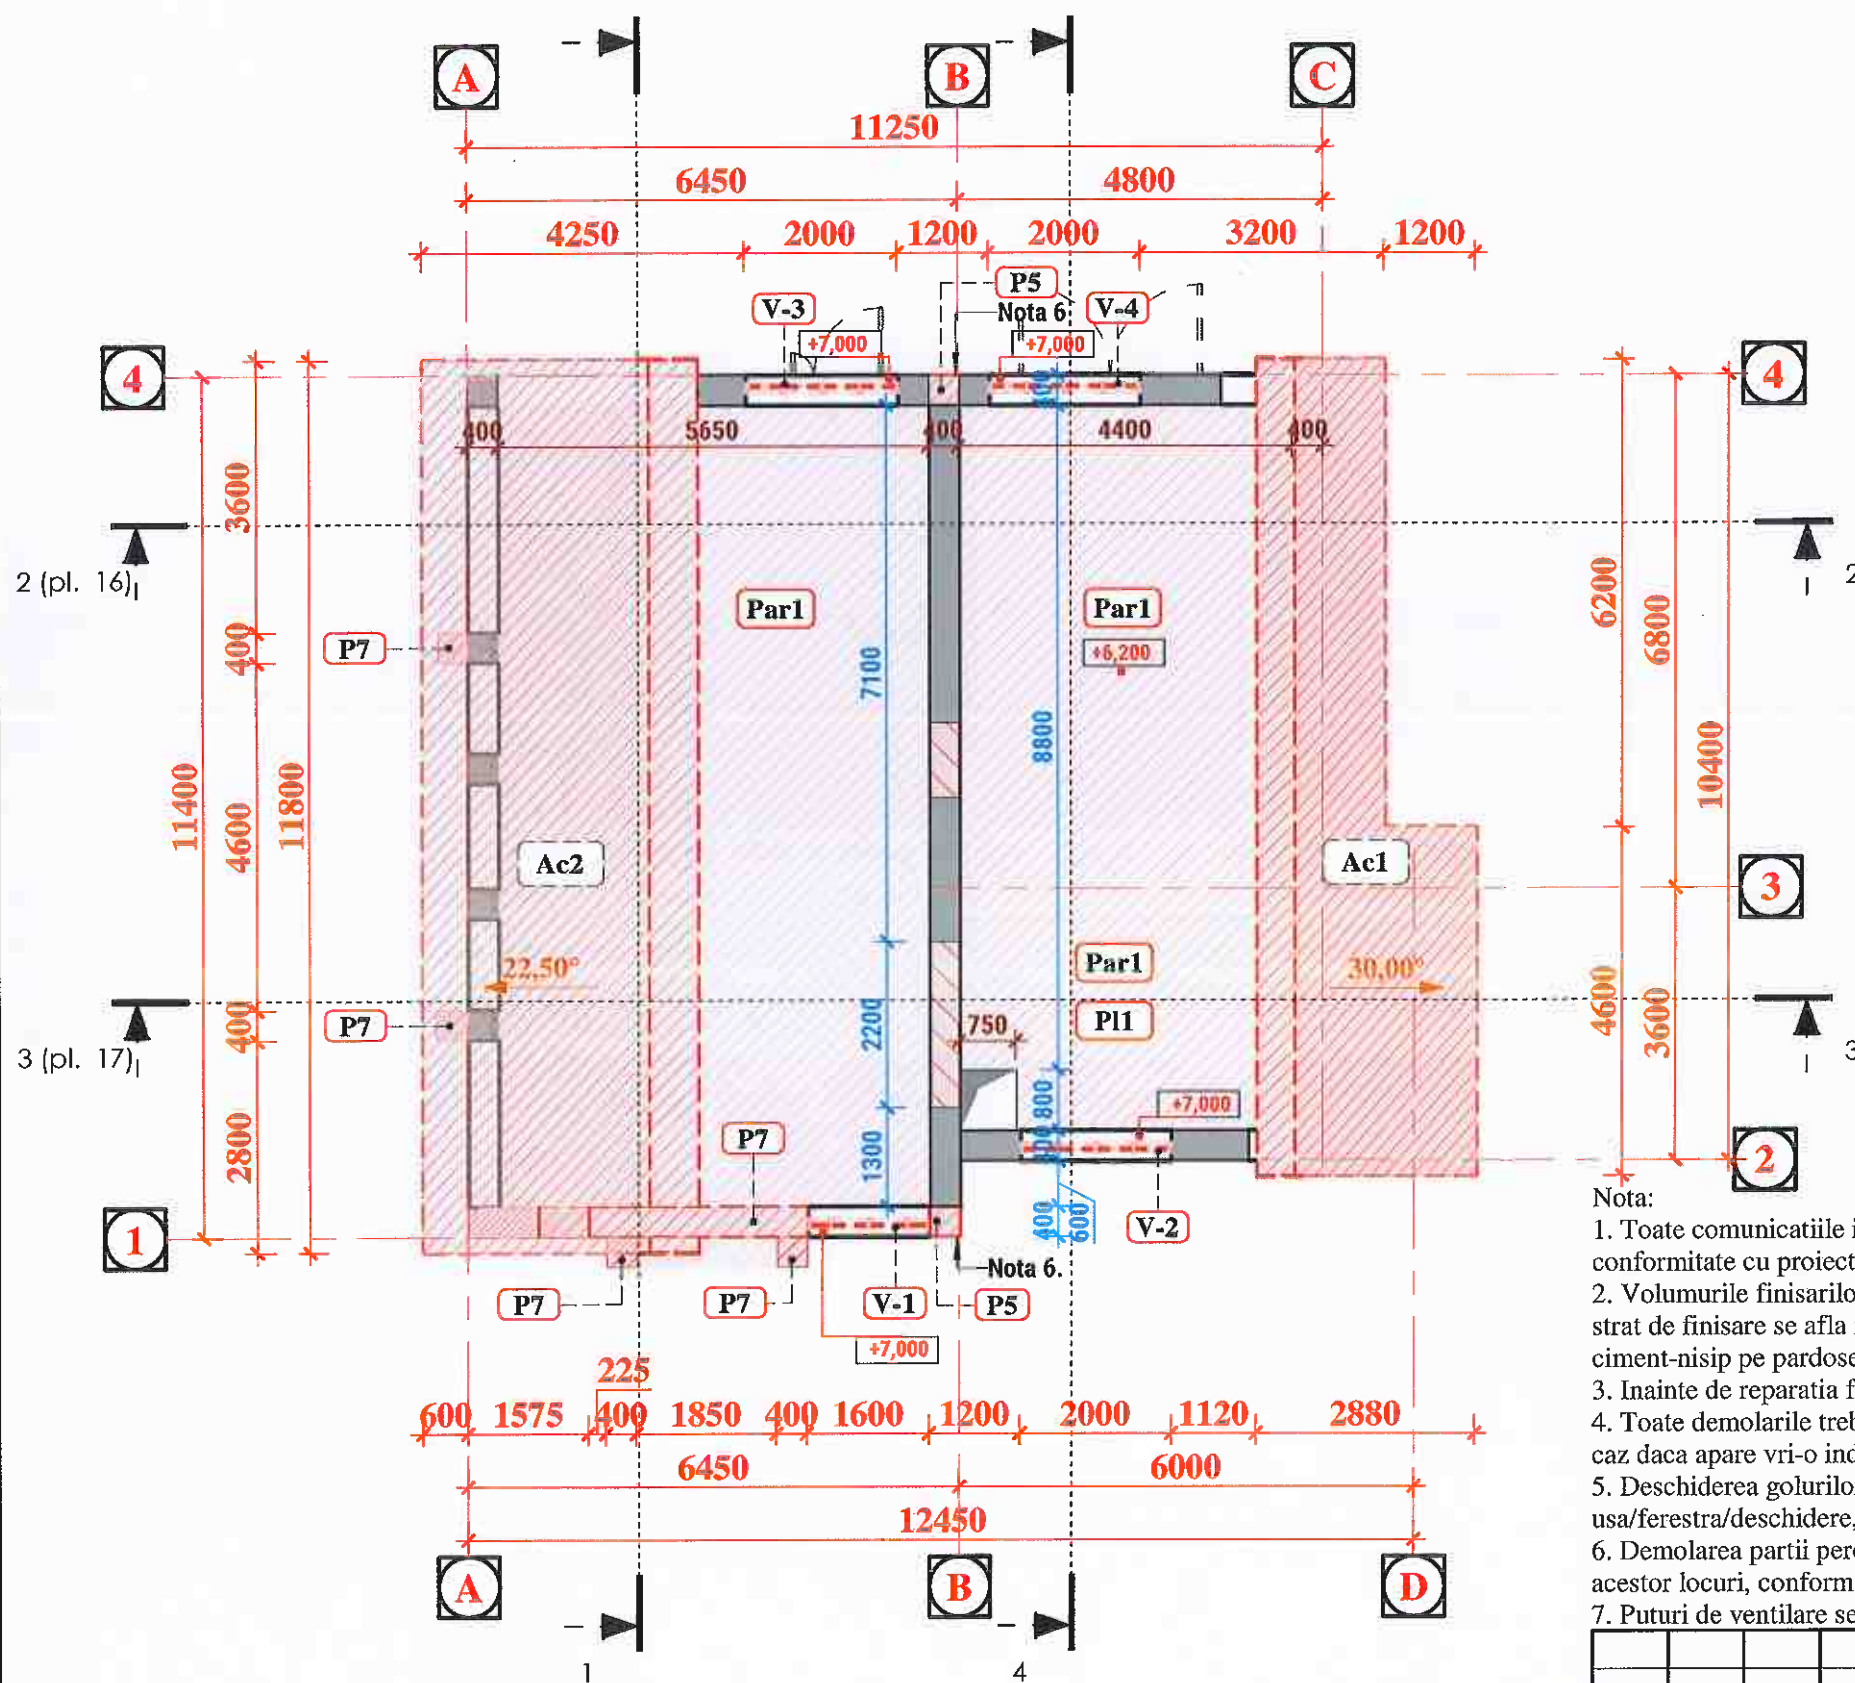 A
B
C
11250
6450
4800
4250
2000
1200
2000
3200
1200
P5
V-3
Nota 6
V-4
+7,000
+7,000
4
4
400
400
5650
400
4400
400
3600
2 (pl. 16)
2
6200
6800
Par1
Par1
P7
400
+6,200
7100
8800
11400
4600
11800
10400
Ac2
Ac1
3
22,50°
Par1
30,00°
P7
400
2200
750
Pl1
4600
3600
3 (pl. 17)
3
800
+7,000
2800
P7
1300
2
1
400
600
V-2
Nota 6.
P7
P7
V-1
P5
+7,000
225
600
1575
400
1850
400
1600
1200
2000
1120
2880
6450
6000
12450
A
B
D
1
4
Nota:
1. Toate comunicatiile
conformitate cu proiect
2. Volumurile finisarilo
strat de finisare se afla
ciment-nisip pe pardose
3. Inainte de reparatia f
4. Toate demolarile treb
caz daca apare vri-o ind
5. Deschiderea golurilo
usa/ferestra/deschidere,
6. Demolarea partii pere
acestor locuri, conform
7. Puturi de ventilare se